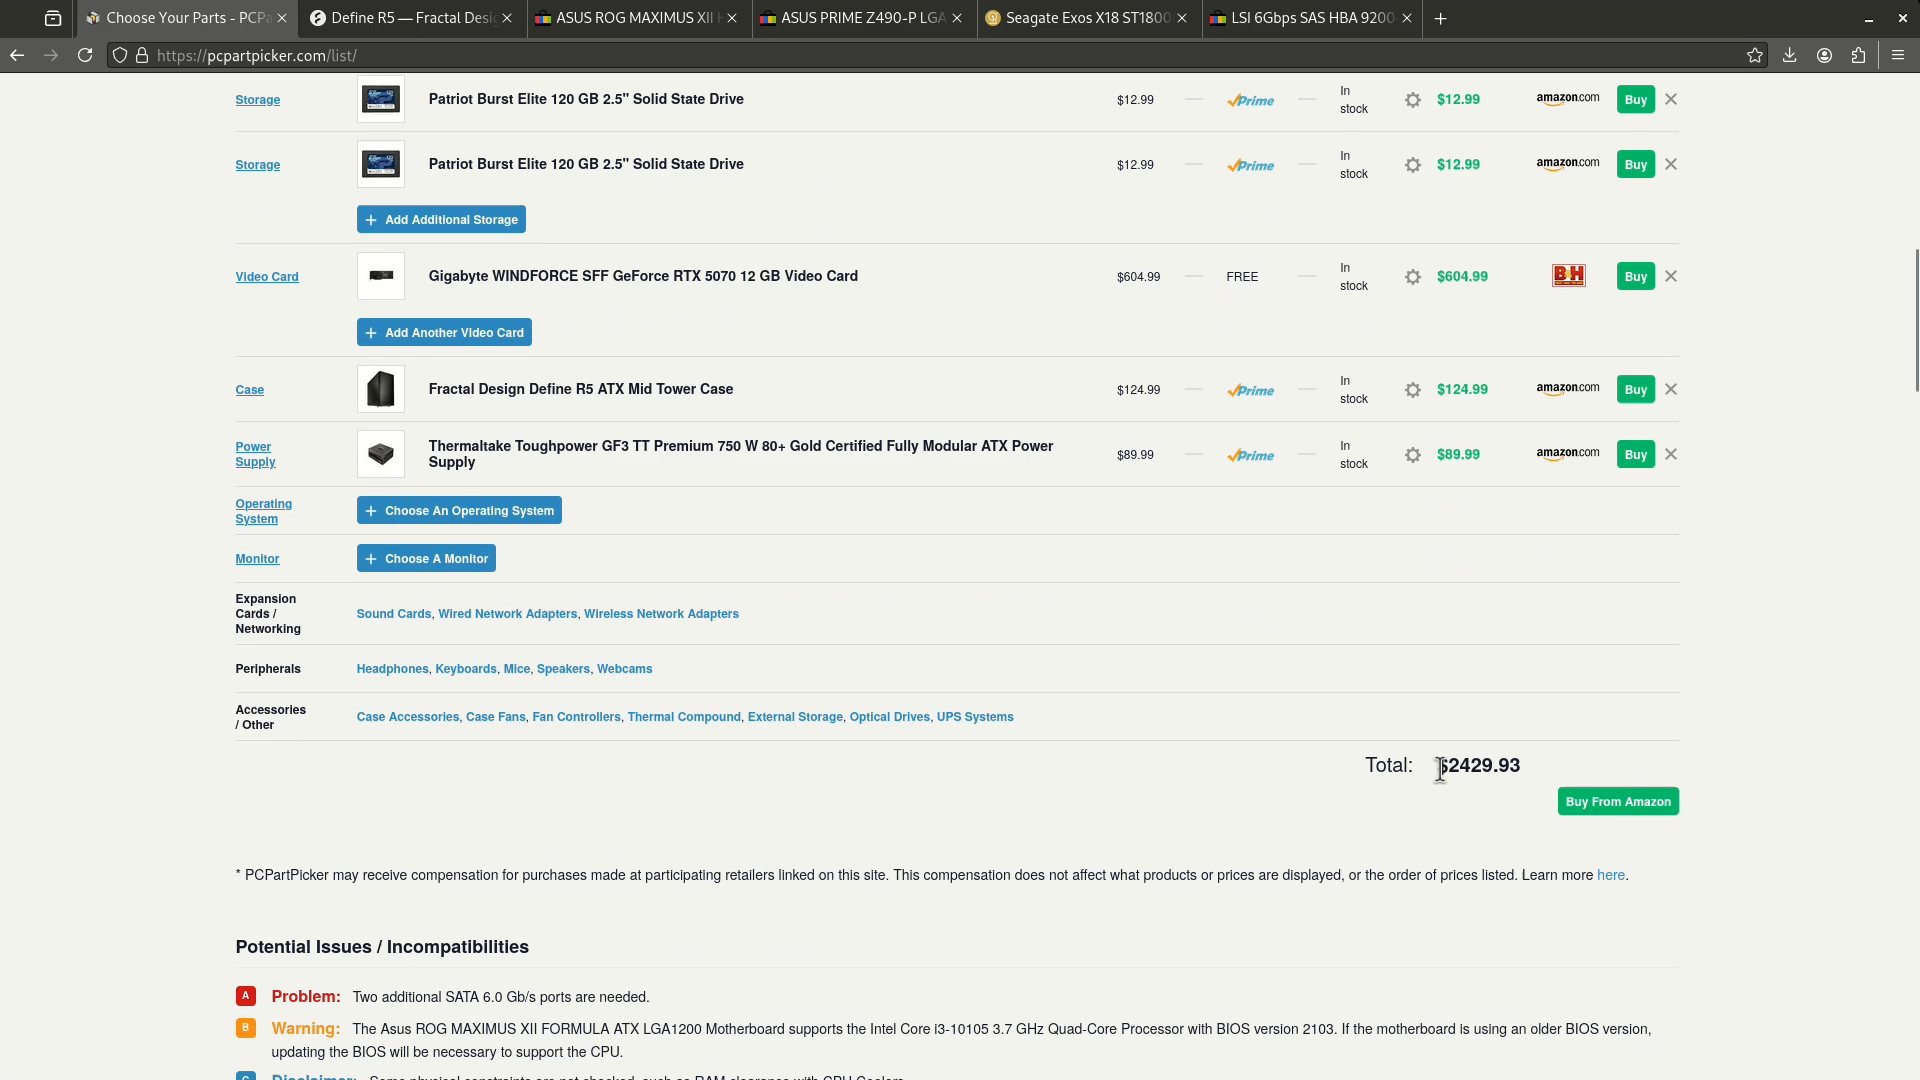 Choose Your Parts - PCPa
Define R5 — Fractal Desi
ASUS ROG MAXIMUS XII
ASUS PRIME Z490-P LGA
Seagate Exos X18 ST1800
LSI 6Gbps SAS HBA 9200
https://pcpartpicker.com/list/
Storage
Patriot Burst Elite 120 GB 2.5" Solid State Drive
$12.99
Prime
In
stock
$12.99
amazon.com
Buy
Storage
Patriot Burst Elite 120 GB 2.5" Solid State Drive
$12.99
Prime
In
stock
$12.99
amazon.com
Buy
Add Additional Storage
Video Card
Gigabyte WINDFORCE SFF GeForce RTX 5070 12 GB Video Card
$604.99
FREE
In
stock
$604.99
B&H
Buy
Add Another Video Card
Case
Fractal Design Define R5 ATX Mid Tower Case
$124.99
Prime
In
stock
$124.99
amazon.com
Buy
Power
Supply
Thermaltake Toughpower GF3 TT Premium 750 W 80+ Gold Certified Fully Modular ATX Power
Supply
$89.99
Prime
In
stock
$89.99
amazon.com
Buy
Operating
System
Choose An Operating System
Monitor
Choose A Monitor
Expansion
Cards /
Networking
Sound Cards, Wired Network Adapters, Wireless Network Adapters
Peripherals
Headphones, Keyboards, Mice, Speakers, Webcams
Accessories
/ Other
Case Accessories, Case Fans, Fan Controllers, Thermal Compound, External Storage, Optical Drives, UPS Systems
Total: $2429.93
Buy From Amazon
* PCPartPicker may receive compensation for purchases made at participating retailers linked on this site. This compensation does not affect what products or prices are displayed, or the order of prices listed. Learn more here.
Potential Issues / Incompatibilities
A Problem: Two additional SATA 6.0 Gb/s ports are needed.
B Warning: The Asus ROG MAXIMUS XII FORMULA ATX LGA1200 Motherboard supports the Intel Core i3-10105 3.7 GHz Quad-Core Processor with BIOS version 2103. If the motherboard is using an older BIOS version,
updating the BIOS will be necessary to support the CPU.
Disclaimer: Some physical constraints are not checked, such as RAM clearance with CPU Coolers.